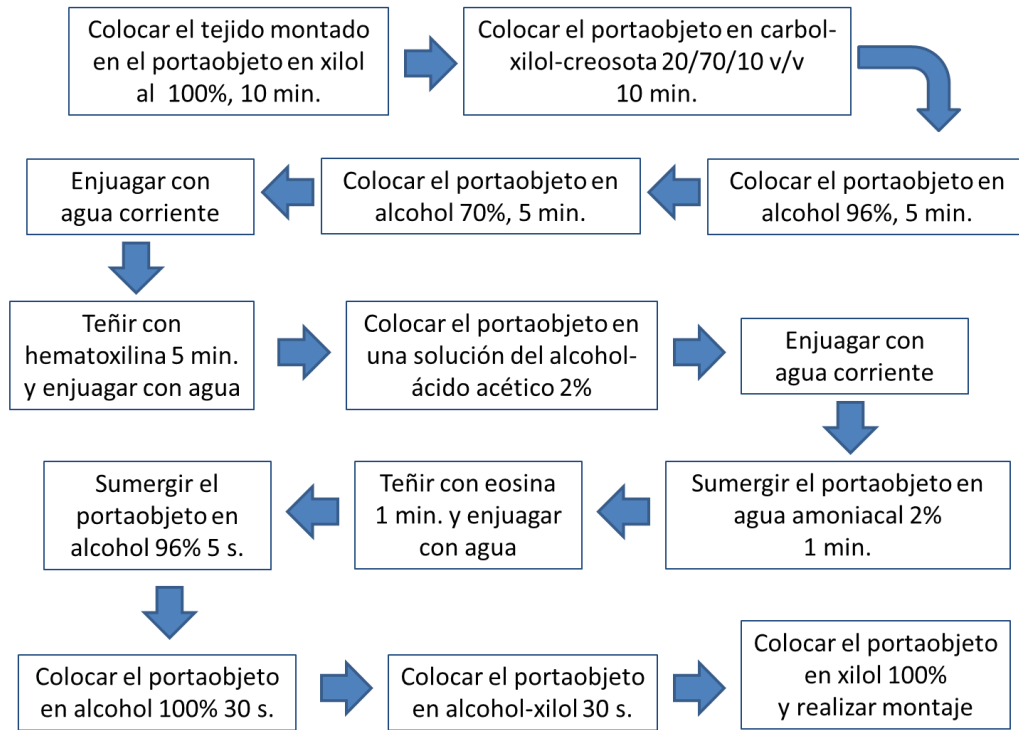 Colocar el tejido montado
en el portaobjeto en xilol
al 100%, 10 min.
Colocar el portaobjeto en carbol-
xilol-creosota 20/70/10 v/v
10 min.
Colocar el portaobjeto en
alcohol 96%, 5 min.
Colocar el portaobjeto en
alcohol 70%, 5 min.
Enjuagar con
agua corriente
Teñir con
hematoxilina 5 min.
y enjuagar con agua
Colocar el portaobjeto en
una solución del alcohol-
ácido acético 2%
Enjuagar con
agua corriente
Sumergir el portaobjeto en
agua amoniacal 2%
1 min.
Teñir con eosina
1 min. y enjuagar
con agua
Sumergir el
portaobjeto en
alcohol 96% 5 s.
Colocar el portaobjeto
en alcohol 100% 30 s.
Colocar el portaobjeto
en alcohol-xilol 30 s.
Colocar el portaobjeto
en xilol 100%
y realizar montaje